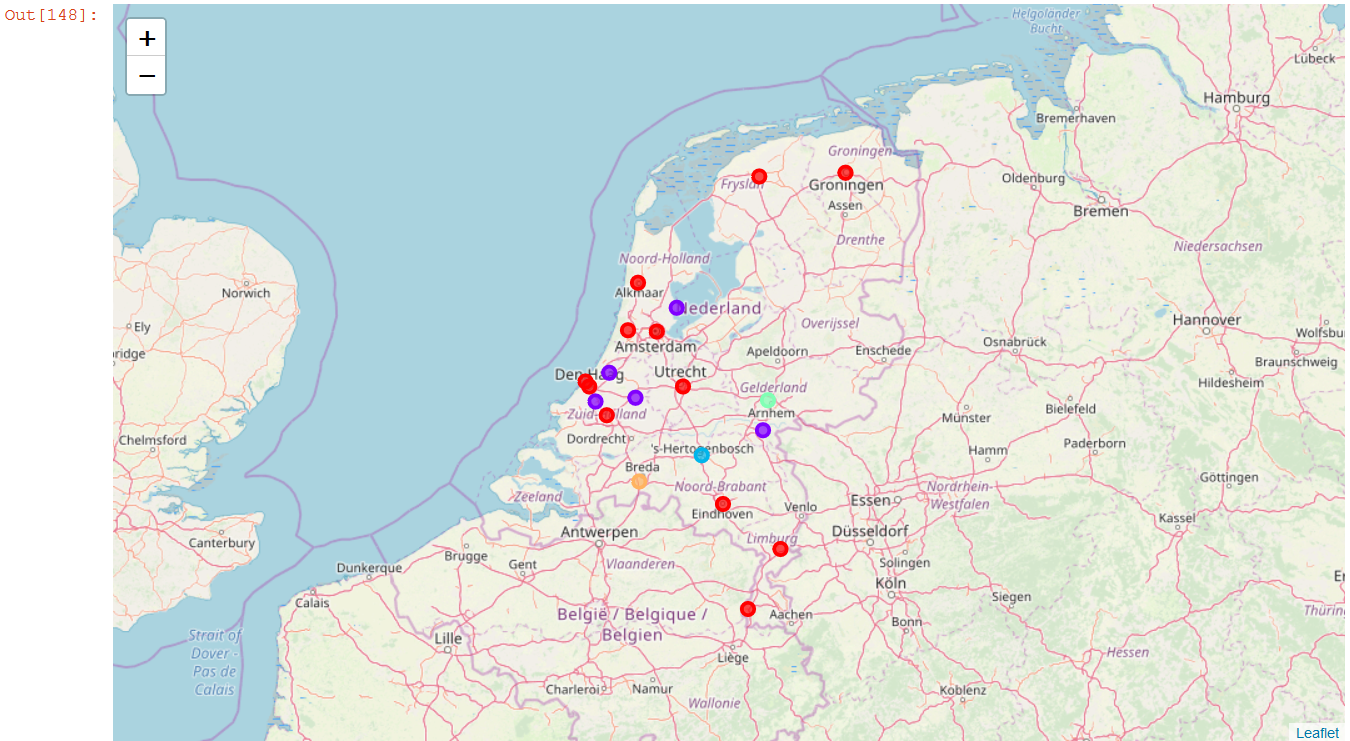 Out[148]:
+
−
Helgoländer
Bucht
Lübeck
Hamburg
Bremerhaven
Groningen
Oldenburg
Fryslân
Groningen
Assen
Bremen
Drenthe
Niedersachsen
Noord-Holland
Norwich
Alkmaar
Nederland
Ely
Overijssel
Hannover
Wolfsbu
Osnabrück
bridge
Amsterdam
Apeldoorn
Enschede
Braunschweig
Den Haag
Utrecht
Hildesheim
Gelderland
Zuid-Holland
Arnhem
Bielefeld
Münster
Chelmsford
Dordrecht
's-Hertogenbosch
Hamm
Paderborn
Breda
Göttingen
Zeeland
Noord-Brabant
Nordrhein-
Westfalen
Essen
Venlo
Eindhoven
Kassel
Antwerpen
Düsseldorf
Canterbury
Limburg
Brugge
Gent
Vlaanderen
Solingen
Dunkerque
Köln
Siegen
Calais
België / Belgique /
Belgien
Aachen
Bonn
Thürin
Strait of
Dover -
Pas de
Calais
Lille
Liège
Hessen
Charleroi
Namur
Koblenz
Wallonie
Leaflet